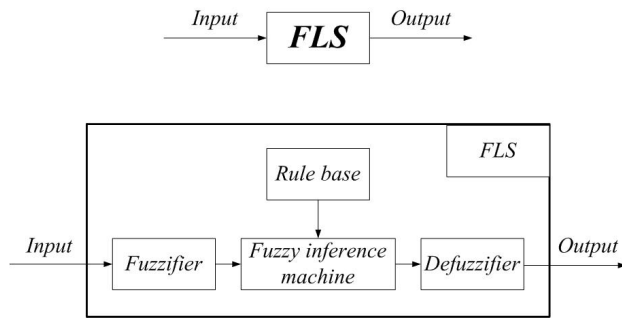 Input
FLS
Output
FLS
Rule base
Input
Fuzzifier
Fuzzy inference
machine
Defuzzifier
Output